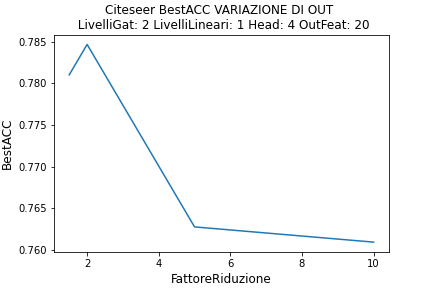 Citeseer BestACC VARIAZIONE DI OUT
LivelliGat: 2 LivelliLineari: 1 Head: 4 OutFeat: 20
0.785
0.780
0.775
0.770
0.765
0.760
BestACC
2 4 6 8 10
FattoreRiduzione